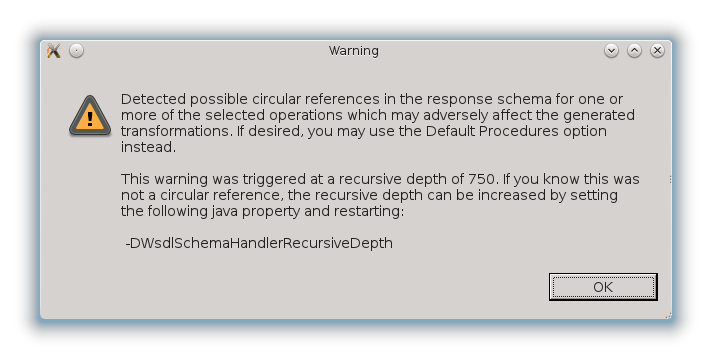 Warning
Detected possible circular references in the response schema for one or
more of the selected operations which may adversely affect the generated
transformations. If desired, you may use the Default Procedures option
instead.
This warning was triggered at a recursive depth of 750. If you know this was
not a circular reference, the recursive depth can be increased by setting
the following java property and restarting:
-DWsdlSchemaHandlerRecursiveDepth
OK